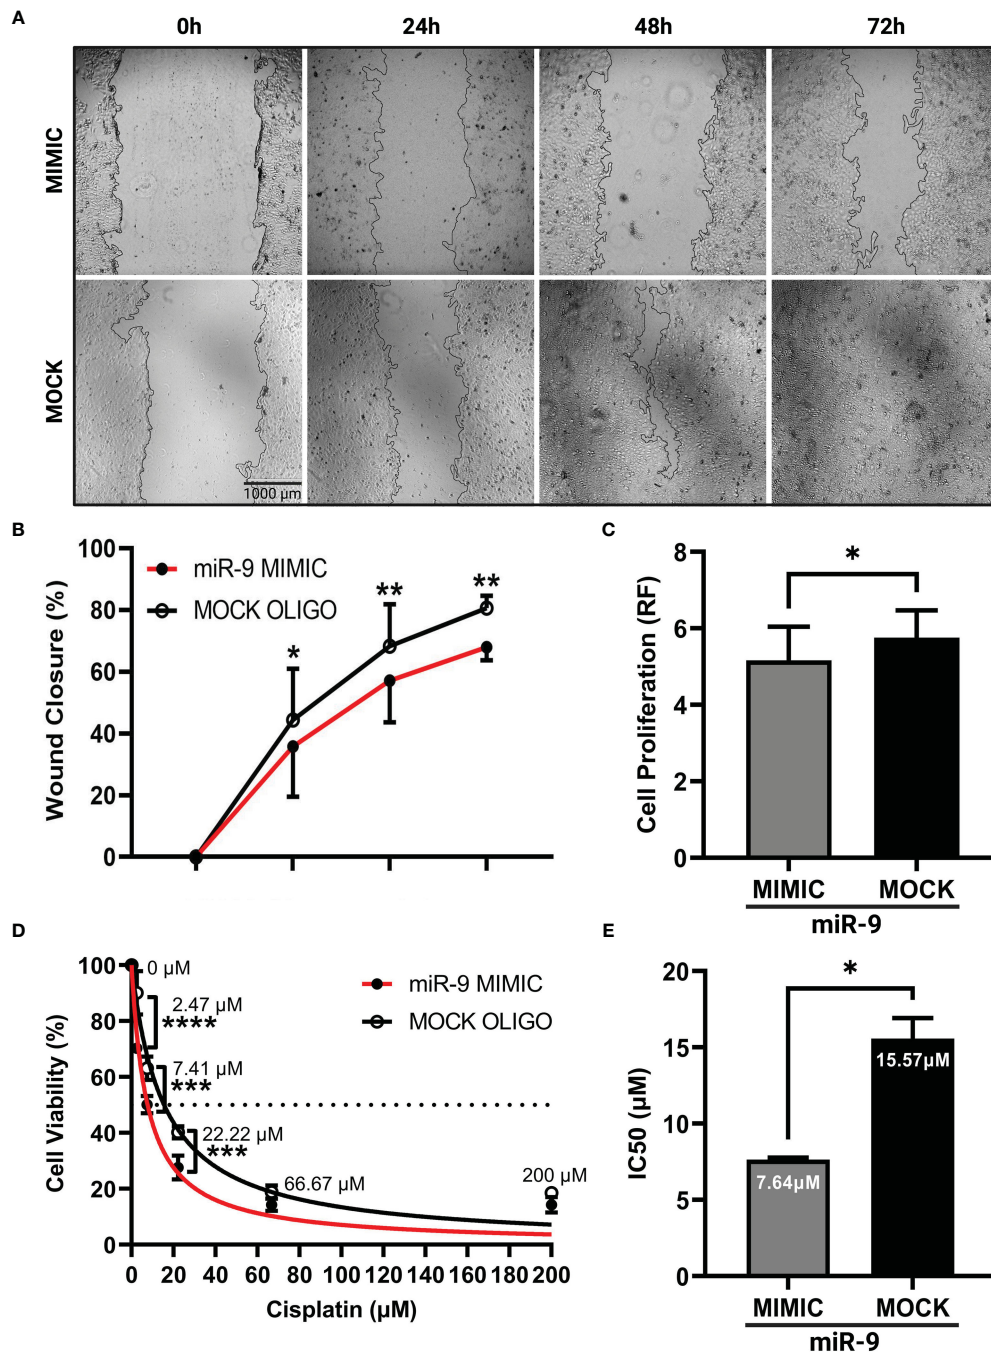 A
0h 24h 48h 72h
MIMIC
MOCK
1000 µm
B
Wound Closure (%)
100
80
60
40
20
0
miR-9 MIMIC
MOCK OLIGO
*
**
**
C
Cell Proliferation (RF)
8
6
4
2
0
*
MIMIC MOCK
miR-9
D
Cell Viability (%)
100
80
60
40
20
0
miR-9 MIMIC
MOCK OLIGO
0 µM
2.47 µM
****
7.41 µM
***
22.22 µM
***
66.67 µM
200 µM
0 20 40 60 80 100 120 140 160 180 200
Cisplatin (µM)
E
IC50 (µM)
20
15
10
5
0
*
7.64µM
15.57µM
MIMIC MOCK
miR-9